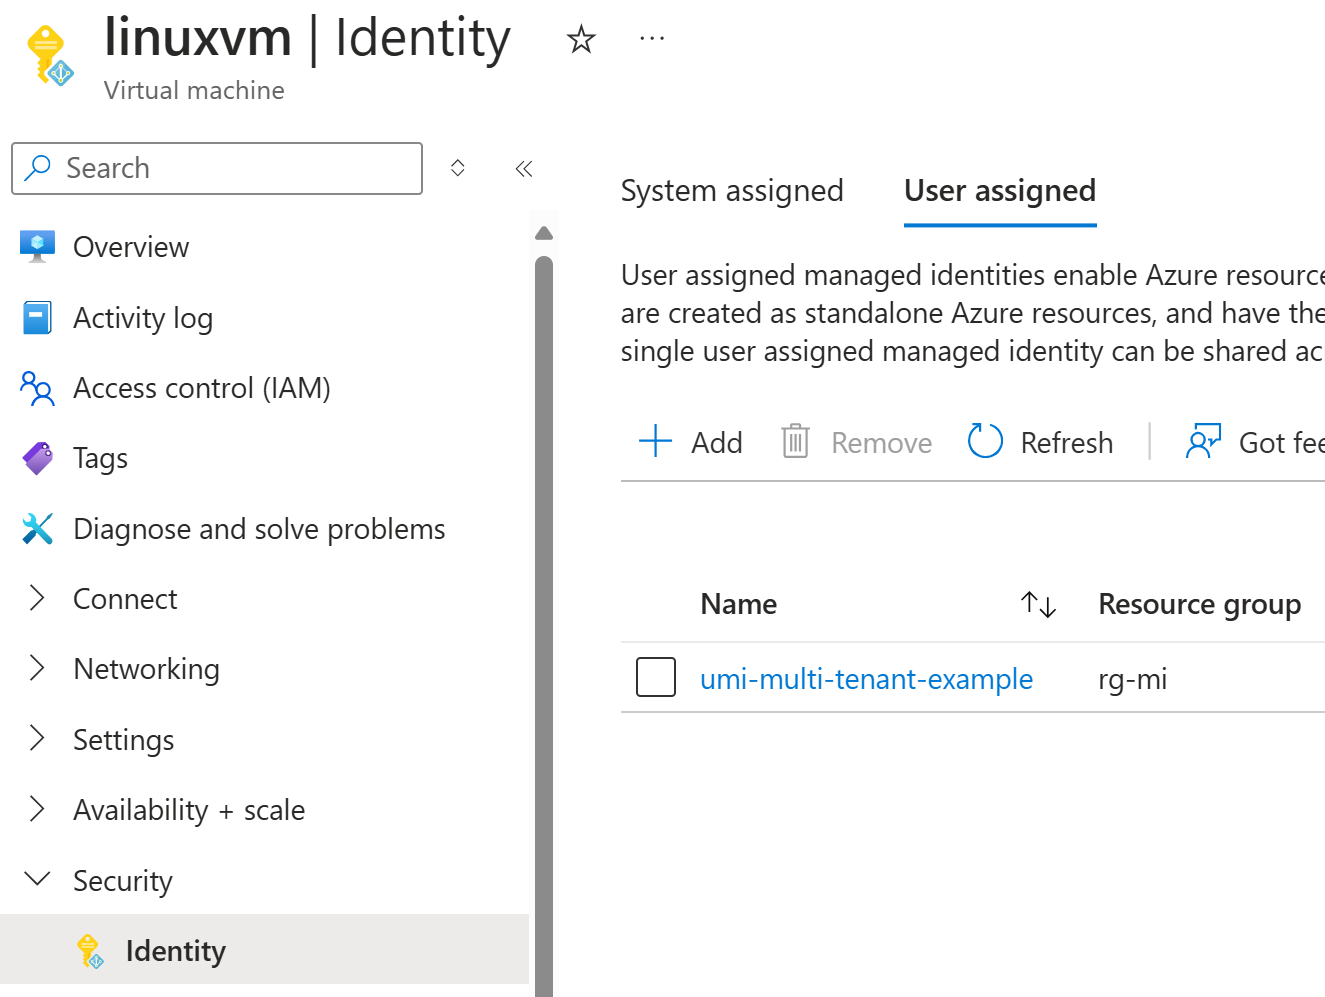 linuxvm | Identity
Virtual machine
Search
Overview
Activity log
Access control (IAM)
Tags
Diagnose and solve problems
Connect
Networking
Settings
Availability + scale
Security
Identity
System assigned User assigned
User assigned managed identities enable Azure resource
are created as standalone Azure resources, and have the
single user assigned managed identity can be shared
Add Remove Refresh Got
Name Resource group
umi-multi-tenant-example rg-mi